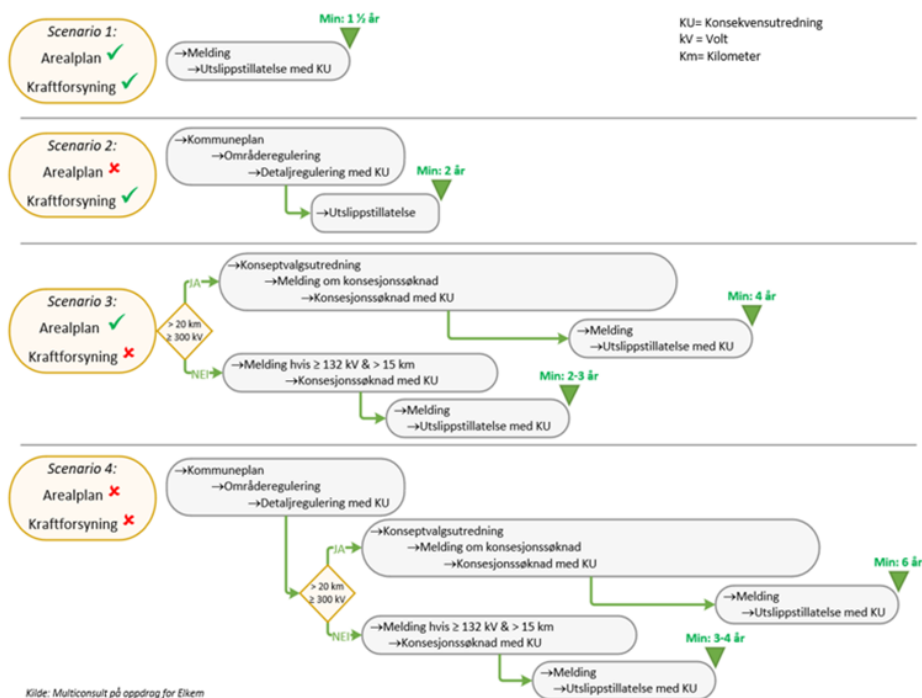 Scenario 1:
Arealplan
Kraftforsyning
→Melding
→Utslippstillatelse med KU
Min: 1 ½ år
KU= Konsekvensutredning
kV = Volt
Km= Kilometer
Scenario 2:
Arealplan
Kraftforsyning
→Kommuneplan
→Områderegulering
→Detaljregulering med KU
→Utslippstillatelse
Min: 2 år
Scenario 3:
Arealplan
Kraftforsyning
> 20 km
≥ 300 kV
JA
→Konseptvalgsutredning
→Melding om konsesjonssøknad
→Konsesjonssøknad med KU
→Melding
→Utslippstillatelse med KU
Min: 4 år
NEI
→Melding hvis ≥ 132 kV & > 15 km
→Konsesjonssøknad med KU
→Melding
→Utslippstillatelse med KU
Min: 2-3 år
Scenario 4:
Arealplan
Kraftforsyning
→Kommuneplan
→Områderegulering
→Detaljregulering med KU
> 20 km
≥ 300 kV
JA
→Konseptvalgsutredning
→Melding om konsesjonssøknad
→Konsesjonssøknad med KU
→Melding
→Utslippstillatelse med KU
Min: 6 år
NEI
→Melding hvis ≥ 132 kV & > 15 km
→Konsesjonssøknad med KU
→Melding
→Utslippstillatelse med KU
Min: 3-4 år
Kilde: Multiconsult på oppdrag for Elkem